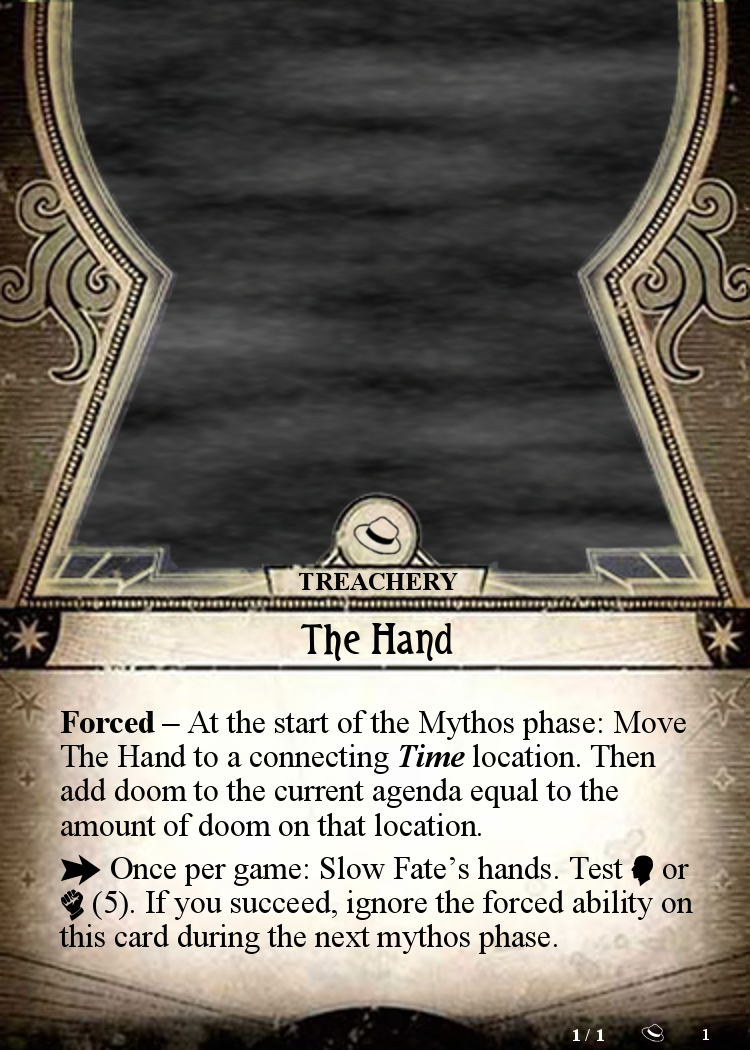 TREACHERY
The Hand
Forced – At the start of the Mythos phase: Move
The Hand to a connecting Time location. Then
add doom to the current agenda equal to the
amount of doom on that location.
Once per game: Slow Fate’s hands. Test or
(5). If you succeed, ignore the forced ability on
this card during the next mythos phase.
1 / 1 1